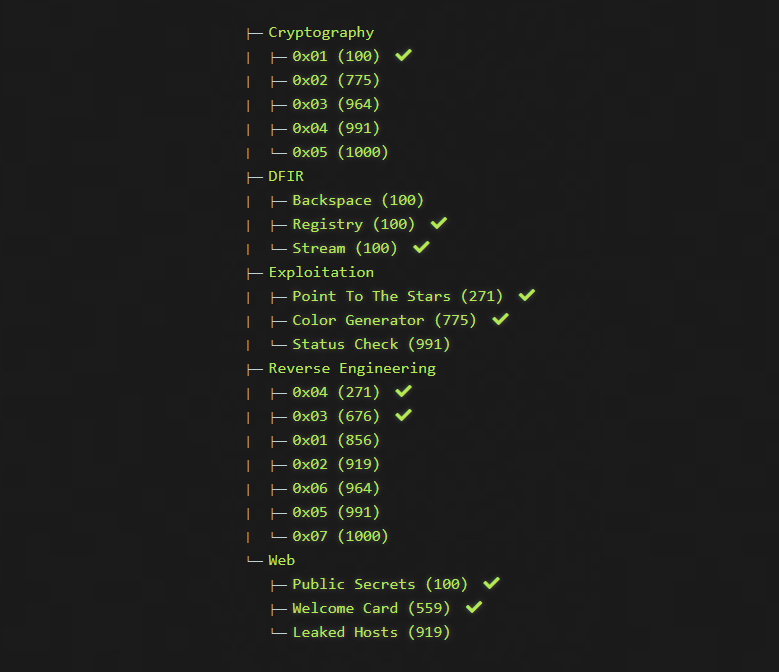 ├─ Cryptography
|  ├─ 0x01 (100) ✔
|  ├─ 0x02 (775)
|  ├─ 0x03 (964)
|  ├─ 0x04 (991)
|  └─ 0x05 (1000)
├─ DFIR
|  ├─ Backspace (100)
|  ├─ Registry (100) ✔
|  └─ Stream (100) ✔
├─ Exploitation
|  ├─ Point To The Stars (271) ✔
|  ├─ Color Generator (775) ✔
|  └─ Status Check (991)
├─ Reverse Engineering
|  ├─ 0x04 (271) ✔
|  ├─ 0x03 (676) ✔
|  ├─ 0x01 (856)
|  ├─ 0x02 (919)
|  ├─ 0x06 (964)
|  ├─ 0x05 (991)
|  └─ 0x07 (1000)
└─ Web
   ├─ Public Secrets (100) ✔
   ├─ Welcome Card (559) ✔
   └─ Leaked Hosts (919)